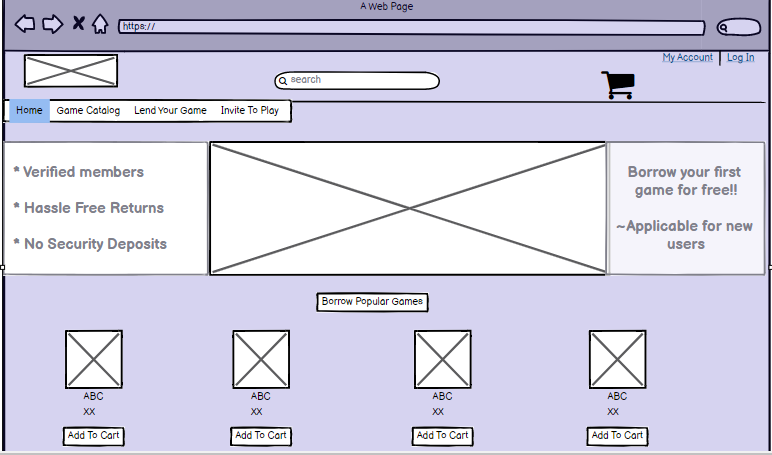 A Web Page
https://
My Account | Log In
search
Home Game Catalog Lend Your Game Invite To Play
* Verified members
* Hassle Free Returns
* No Security Deposits
Borrow your first
game for free!!
~Applicable for new
users
Borrow Popular Games
ABC ABC ABC ABC
XX XX XX XX
Add To Cart Add To Cart Add To Cart Add To Cart